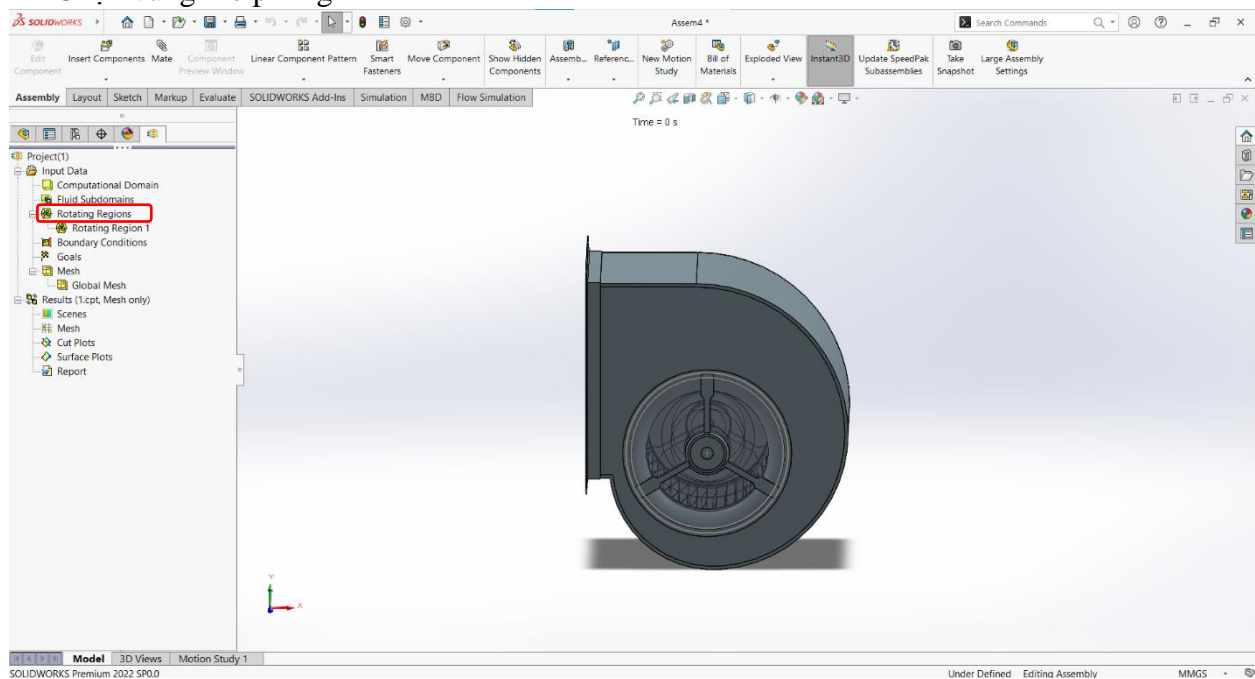 SOLIDWORKS
Assem4 *
Search Commands
Edit Component
Insert Components
Mate
Component Preview Window
Linear Component Pattern
Smart Fasteners
Move Component
Show Hidden Components
Assemb...
Referenc...
New Motion Study
Bill of Materials
Exploded View
Instant3D
Update SpeedPak Subassemblies
Take Snapshot
Large Assembly Settings
Assembly Layout Sketch Markup Evaluate SOLIDWORKS Add-Ins Simulation MBD Flow Simulation
Time = 0 s
Project(1)
Input Data
Computational Domain
Fluid Subdomains
Rotating Regions
Rotating Region 1
Boundary Conditions
Goals
Mesh
Global Mesh
Results (1.cpt, Mesh only)
Scenes
Mesh
Cut Plots
Surface Plots
Report
Y
X
Model 3D Views Motion Study 1
SOLIDWORKS Premium 2022 SP0.0 Under Defined Editing Assembly MMGS